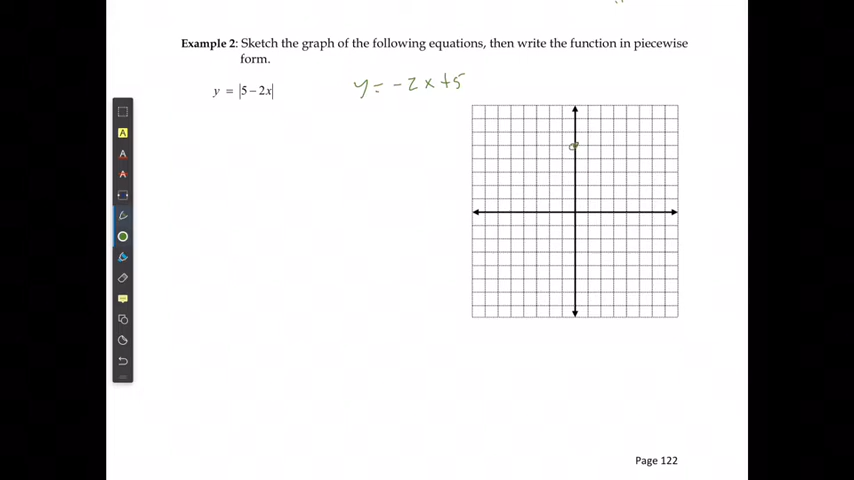 Example 2: Sketch the graph of the following equations, then write the function in piecewise
form.
y = |5 − 2x|
y = -2x+5
A
A
A
Page 122